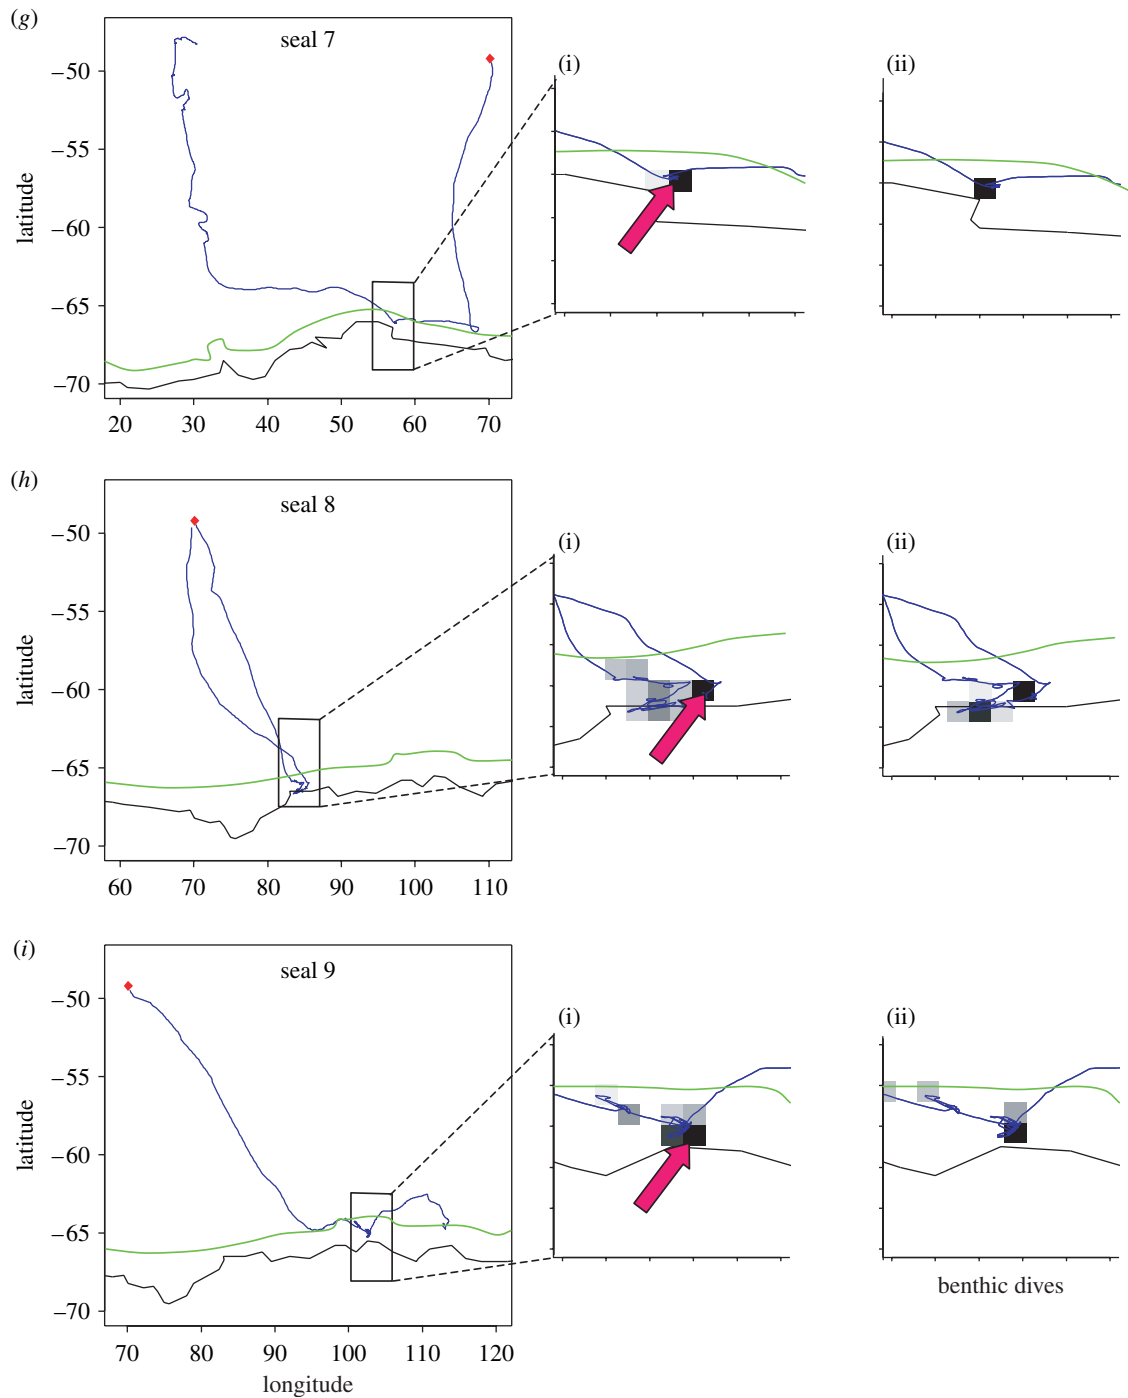 (g)
seal 7
(i)
(ii)
−50
−55
−60
−65
−70
latitude
20 30 40 50 60 70
(h)
seal 8
(i)
(ii)
−50
−55
−60
−65
−70
latitude
60 70 80 90 100 110
(i)
seal 9
(i)
(ii)
−50
−55
−60
−65
−70
latitude
70 80 90 100 110 120
longitude
benthic dives